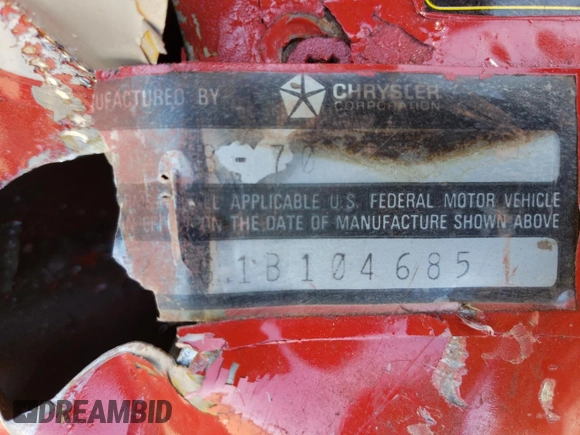 UFACTURED BY CHRYSLER
CORPORATION
8-70
ALL APPLICABLE U.S. FEDERAL MOTOR VEHICLE
ON THE DATE OF MANUFACTURE SHOWN ABOVE
1B104685
DREAMBID